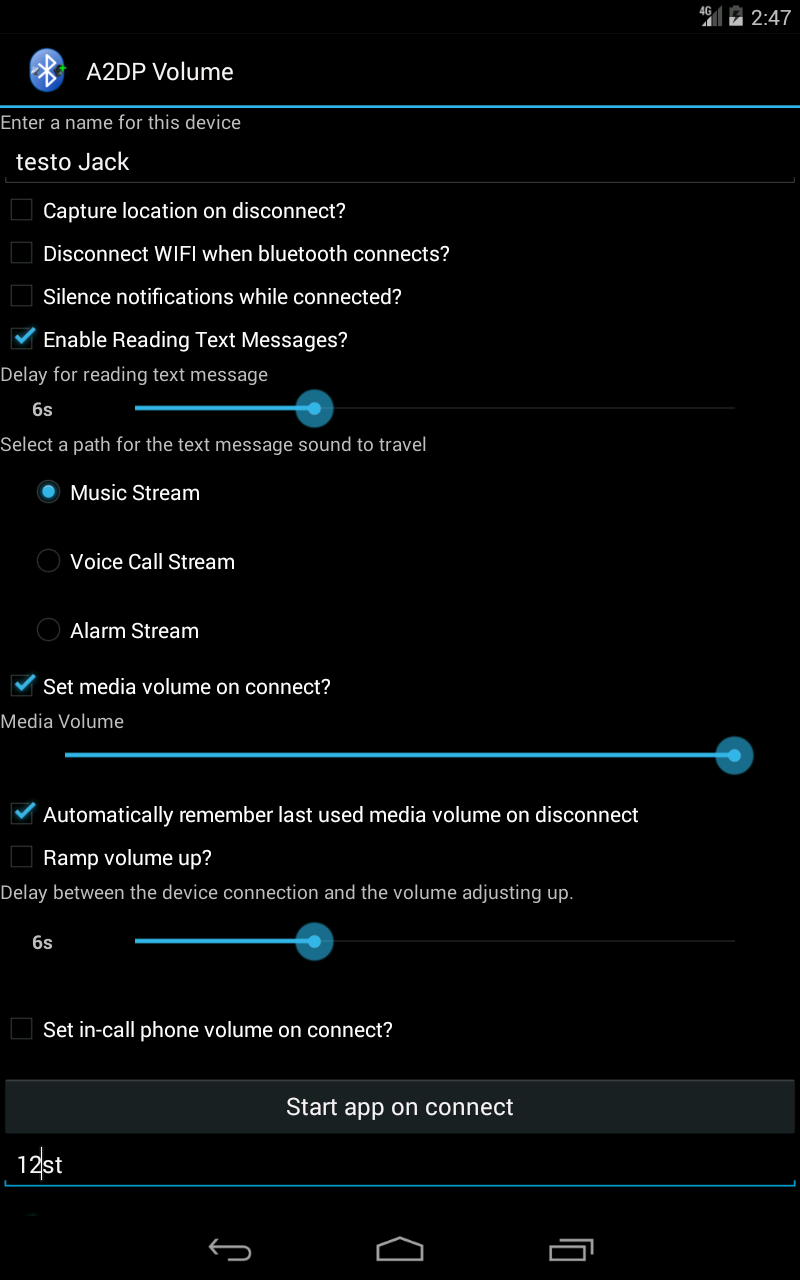 4G 2:47
A2DP Volume
Enter a name for this device
testo Jack
Capture location on disconnect?
Disconnect WIFI when bluetooth connects?
Silence notifications while connected?
Enable Reading Text Messages?
Delay for reading text message
6s
Select a path for the text message sound to travel
Music Stream
Voice Call Stream
Alarm Stream
Set media volume on connect?
Media Volume
Automatically remember last used media volume on disconnect
Ramp volume up?
Delay between the device connection and the volume adjusting up.
6s
Set in-call phone volume on connect?
Start app on connect
12st